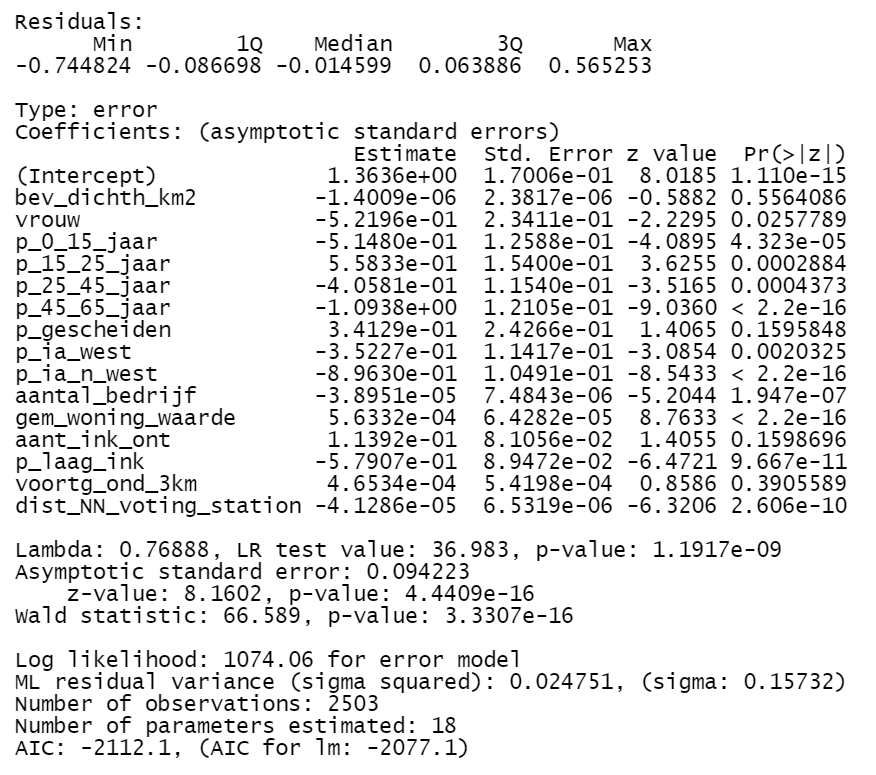 Residuals:
Min 1Q Median 3Q Max
-0.744824 -0.086698 -0.014599 0.063886 0.565253
Type: error
Coefficients: (asymptotic standard errors)
Estimate Std. Error z value Pr(>|z|)
(Intercept) 1.3636e+00 1.7006e-01 8.0185 1.110e-15
bev_dichth_km2 -1.4009e-06 2.3817e-06 -0.5882 0.5564086
vrouw -5.2196e-01 2.3411e-01 -2.2295 0.0257789
p_0_15_jaar -5.1480e-01 1.2588e-01 -4.0895 4.323e-05
p_15_25_jaar 5.5833e-01 1.5400e-01 3.6255 0.0002884
p_25_45_jaar -4.0581e-01 1.1540e-01 -3.5165 0.0004373
p_45_65_jaar -1.0938e+00 1.2105e-01 -9.0360 < 2.2e-16
p_gescheiden 3.4129e-01 2.4266e-01 1.4065 0.1595848
p_ia_west -3.5227e-01 1.1417e-01 -3.0854 0.0020325
p_ia_n_west -8.9630e-01 1.0491e-01 -8.5433 < 2.2e-16
aantal_bedrijf -3.8951e-05 7.4843e-06 -5.2044 1.947e-07
gem_woning_waarde 5.6332e-04 6.4282e-05 8.7633 < 2.2e-16
aant_ink_ont 1.1392e-01 8.1056e-02 1.4055 0.1598696
p_laag_ink -5.7907e-01 8.9472e-02 -6.4721 9.667e-11
voortg_ond_3km 4.6534e-04 5.4198e-04 0.8586 0.3905589
dist_NN_voting_station -4.1286e-05 6.5319e-06 -6.3206 2.606e-10
Lambda: 0.76888, LR test value: 36.983, p-value: 1.1917e-09
Asymptotic standard error: 0.094223
z-value: 8.1602, p-value: 4.4409e-16
Wald statistic: 66.589, p-value: 3.3307e-16
Log likelihood: 1074.06 for error model
ML residual variance (sigma squared): 0.024751, (sigma: 0.15732)
Number of observations: 2503
Number of parameters estimated: 18
AIC: -2112.1, (AIC for lm: -2077.1)